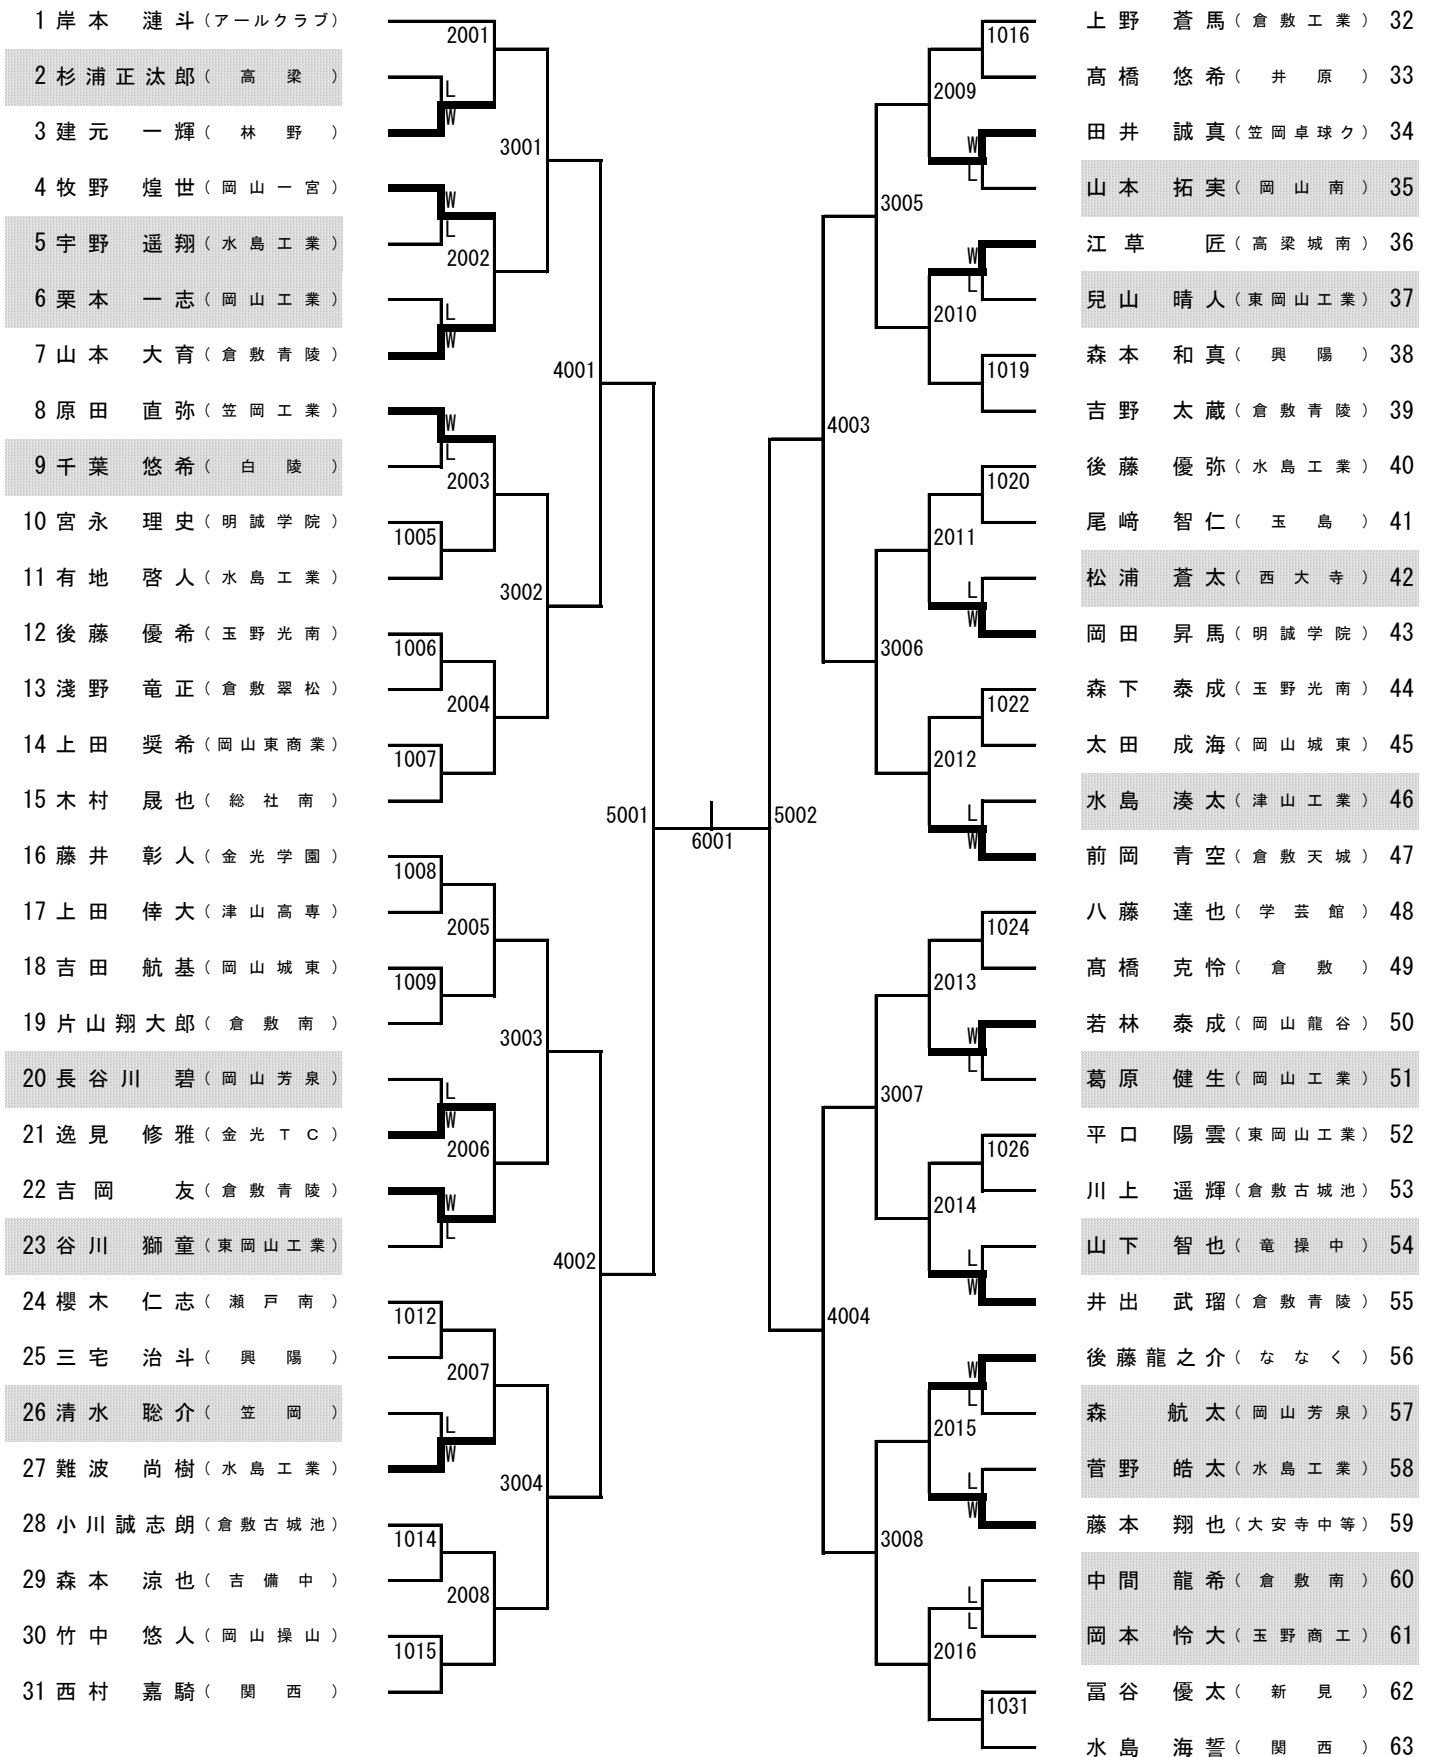 1 岸本 漣斗 (アールクラブ)
2 杉浦正汰郎 (高梁)
3 建元 一輝 (林野)
4 牧野 煌世 (岡山一宮)
5 宇野 遥翔 (水島工業)
6 栗本 一志 (岡山工業)
7 山本 大育 (倉敷青陵)
8 原田 直弥 (笠岡工業)
9 千葉 悠希 (白陵)
10 宮永 理史 (明誠学院)
11 有地 啓人 (水島工業)
12 後藤 優希 (玉野光南)
13 淺野 竜正 (倉敷翠松)
14 上田 奨希 (岡山東商業)
15 木村 晟也 (総社南)
16 藤井 彰人 (金光学園)
17 上田 倖大 (津山高専)
18 吉田 航基 (岡山城東)
19 片山翔大郎 (倉敷南)
20 長谷川 碧 (岡山芳泉)
21 逸見 修雅 (金光TC)
22 吉岡 友 (倉敷青陵)
23 谷川 獅童 (東岡山工業)
24 櫻木 仁志 (瀬戸南)
25 三宅 治斗 (興陽)
26 清水 聡介 (笠岡)
27 難波 尚樹 (水島工業)
28 小川誠志朗 (倉敷古城池)
29 森本 涼也 (吉備中)
30 竹中 悠人 (岡山操山)
31 西村 嘉騎 (関西)
2001
L
W
3001
W
L
2002
L
W
4001
W
L
2003
1005
3002
1006
2004
1007
5001
1008
2005
1009
3003
L
W
2006
W
L
4002
1012
2007
L
W
3004
1014
2008
1015
6001
1016
2009
W
L
3005
W
L
2010
1019
4003
1020
2011
L
W
3006
1022
2012
L
W
5002
1024
2013
W
L
3007
1026
2014
L
W
4004
W
L
2015
L
W
3008
L
L
2016
1031
上野 蒼馬 (倉敷工業) 32
髙橋 悠希 (井原) 33
田井 誠真 (笠岡卓球ク) 34
山本 拓実 (岡山南) 35
江草 匠 (高梁城南) 36
兒山 晴人 (東岡山工業) 37
森本 和真 (興陽) 38
吉野 太蔵 (倉敷青陵) 39
後藤 優弥 (水島工業) 40
尾﨑 智仁 (玉島) 41
松浦 蒼太 (西大寺) 42
岡田 昇馬 (明誠学院) 43
森下 泰成 (玉野光南) 44
太田 成海 (岡山城東) 45
水島 湊太 (津山工業) 46
前岡 青空 (倉敷天城) 47
八藤 達也 (学芸館) 48
髙橋 克怜 (倉敷) 49
若林 泰成 (岡山龍谷) 50
葛原 健生 (岡山工業) 51
平口 陽雲 (東岡山工業) 52
川上 遥輝 (倉敷古城池) 53
山下 智也 (竜操中) 54
井出 武瑠 (倉敷青陵) 55
後藤龍之介 (ななく) 56
森 航太 (岡山芳泉) 57
菅野 皓太 (水島工業) 58
藤本 翔也 (大安寺中等) 59
中間 龍希 (倉敷南) 60
岡本 怜大 (玉野商工) 61
冨谷 優太 (新見) 62
水島 海誓 (関西) 63